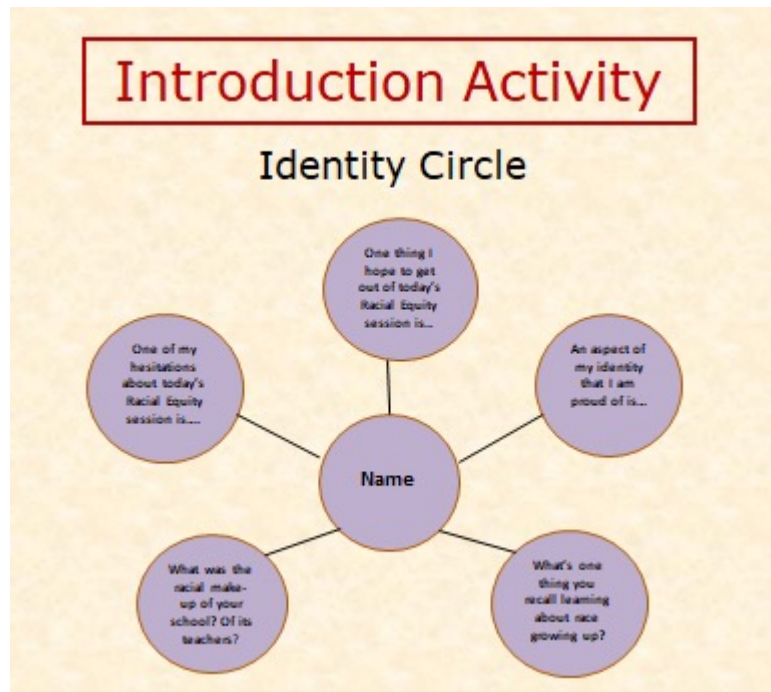 Introduction Activity
Identity Circle
One thing I
hope to get
out of today's
Racial Equity
session is...
One of my
hesitations
about today's
Racial Equity
session is....
An aspect of
my identity
that I am
proud of is...
Name
What was the
racial make-
up of your
school? Of its
teachers?
What's one
thing you
recall learning
about race
growing up?